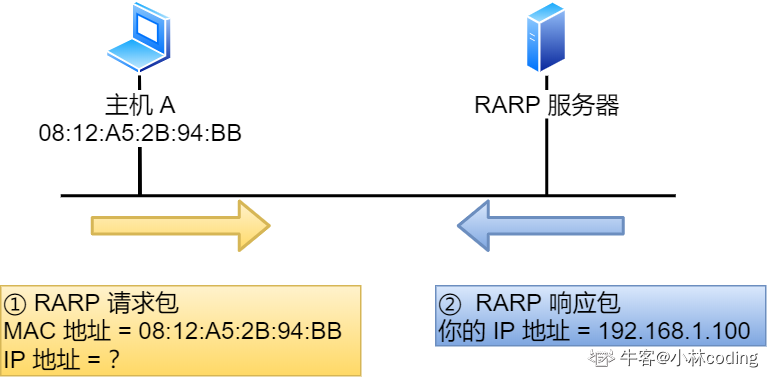 主机 A
08:12:A5:2B:94:BB
RARP 服务器
① RARP 请求包
MAC 地址 = 08:12:A5:2B:94:BB
IP 地址 = ?
② RARP 响应包
你的 IP 地址 = 192.168.1.100
牛客@小林coding